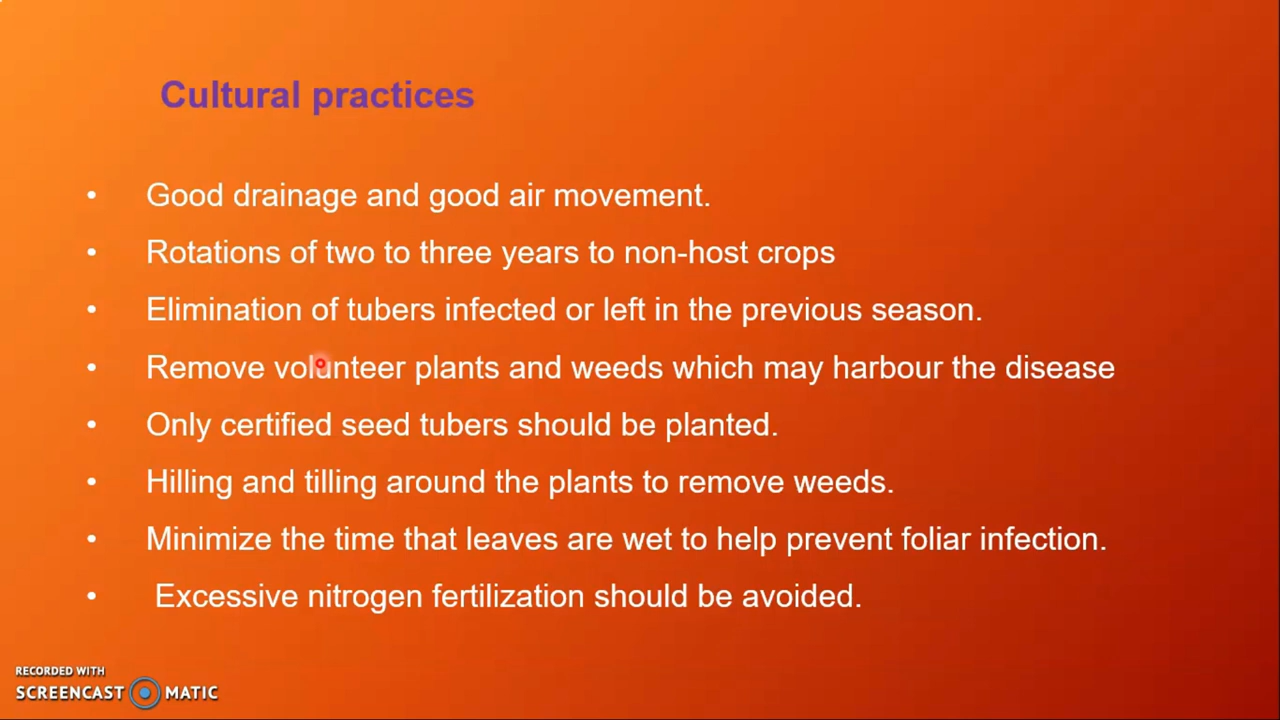 Cultural practices
• Good drainage and good air movement.
• Rotations of two to three years to non-host crops
• Elimination of tubers infected or left in the previous season.
• Remove volunteer plants and weeds which may harbour the disease
• Only certified seed tubers should be planted.
• Hilling and tilling around the plants to remove weeds.
• Minimize the time that leaves are wet to help prevent foliar infection.
• Excessive nitrogen fertilization should be avoided.
RECORDED WITH
SCREENCAST MATIC